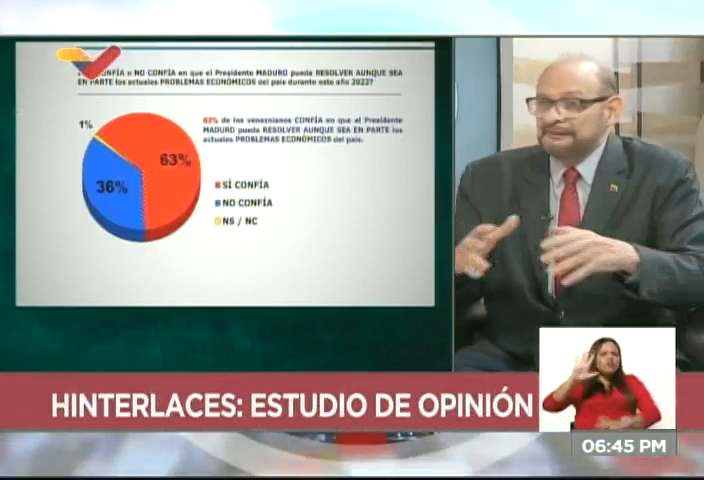 CONFÍA o NO CONFÍA en que el Presidente MADURO pueda RESOLVER AUNQUE SEA
EN PARTE los actuales PROBLEMAS ECONÓMICOS del país durante este año 2022?
63% de los venezolanos CONFÍA en que el Presidente
MADURO pueda RESOLVER AUNQUE SEA EN PARTE los
actuales PROBLEMAS ECONÓMICOS del país.
1%
63%
36%
SÍ CONFÍA
NO CONFÍA
NS / NC
HINTERLACES: ESTUDIO DE OPINIÓN
06:45 PM